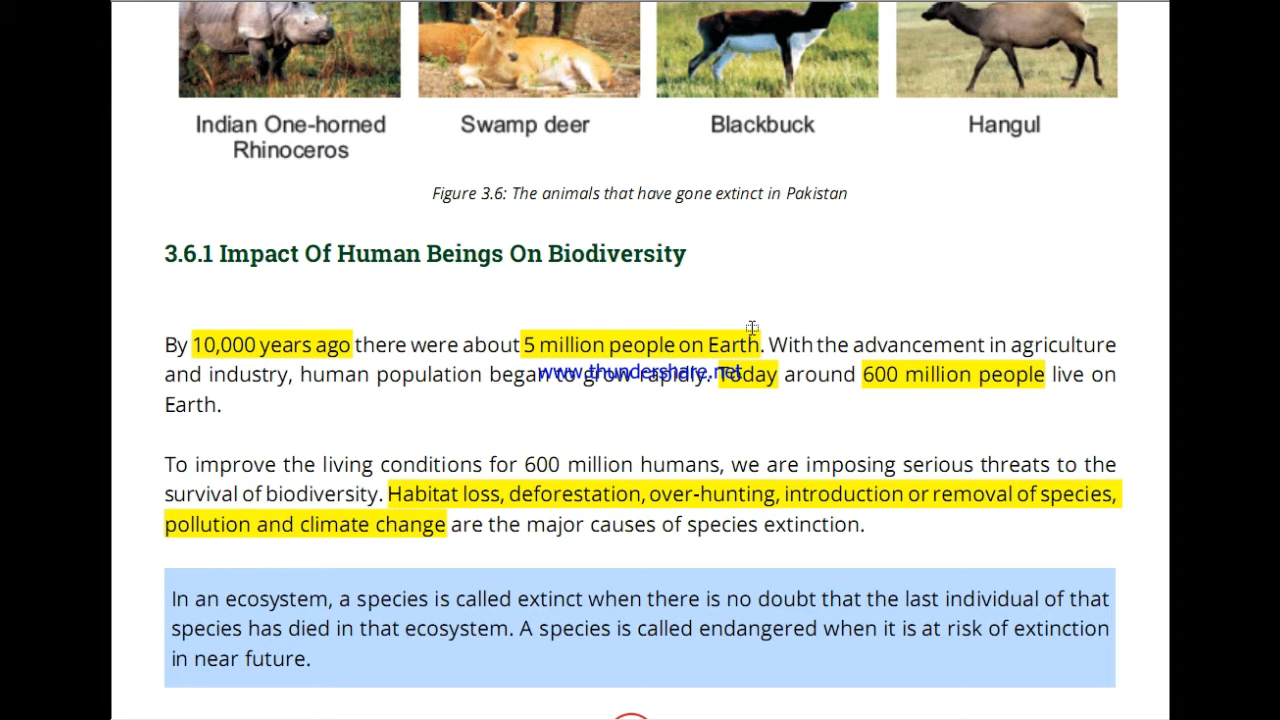 Indian One-horned
Rhinoceros
Swamp deer
Blackbuck
Hangul
Figure 3.6: The animals that have gone extinct in Pakistan
3.6.1 Impact Of Human Beings On Biodiversity
By 10,000 years ago there were about 5 million people on Earth. With the advancement in agriculture
and industry, human population began to grow rapidly. Today around 600 million people live on
www.thundershare.net
Earth.
To improve the living conditions for 600 million humans, we are imposing serious threats to the
survival of biodiversity. Habitat loss, deforestation, over-hunting, introduction or removal of species,
pollution and climate change are the major causes of species extinction.
In an ecosystem, a species is called extinct when there is no doubt that the last individual of that
species has died in that ecosystem. A species is called endangered when it is at risk of extinction
in near future.